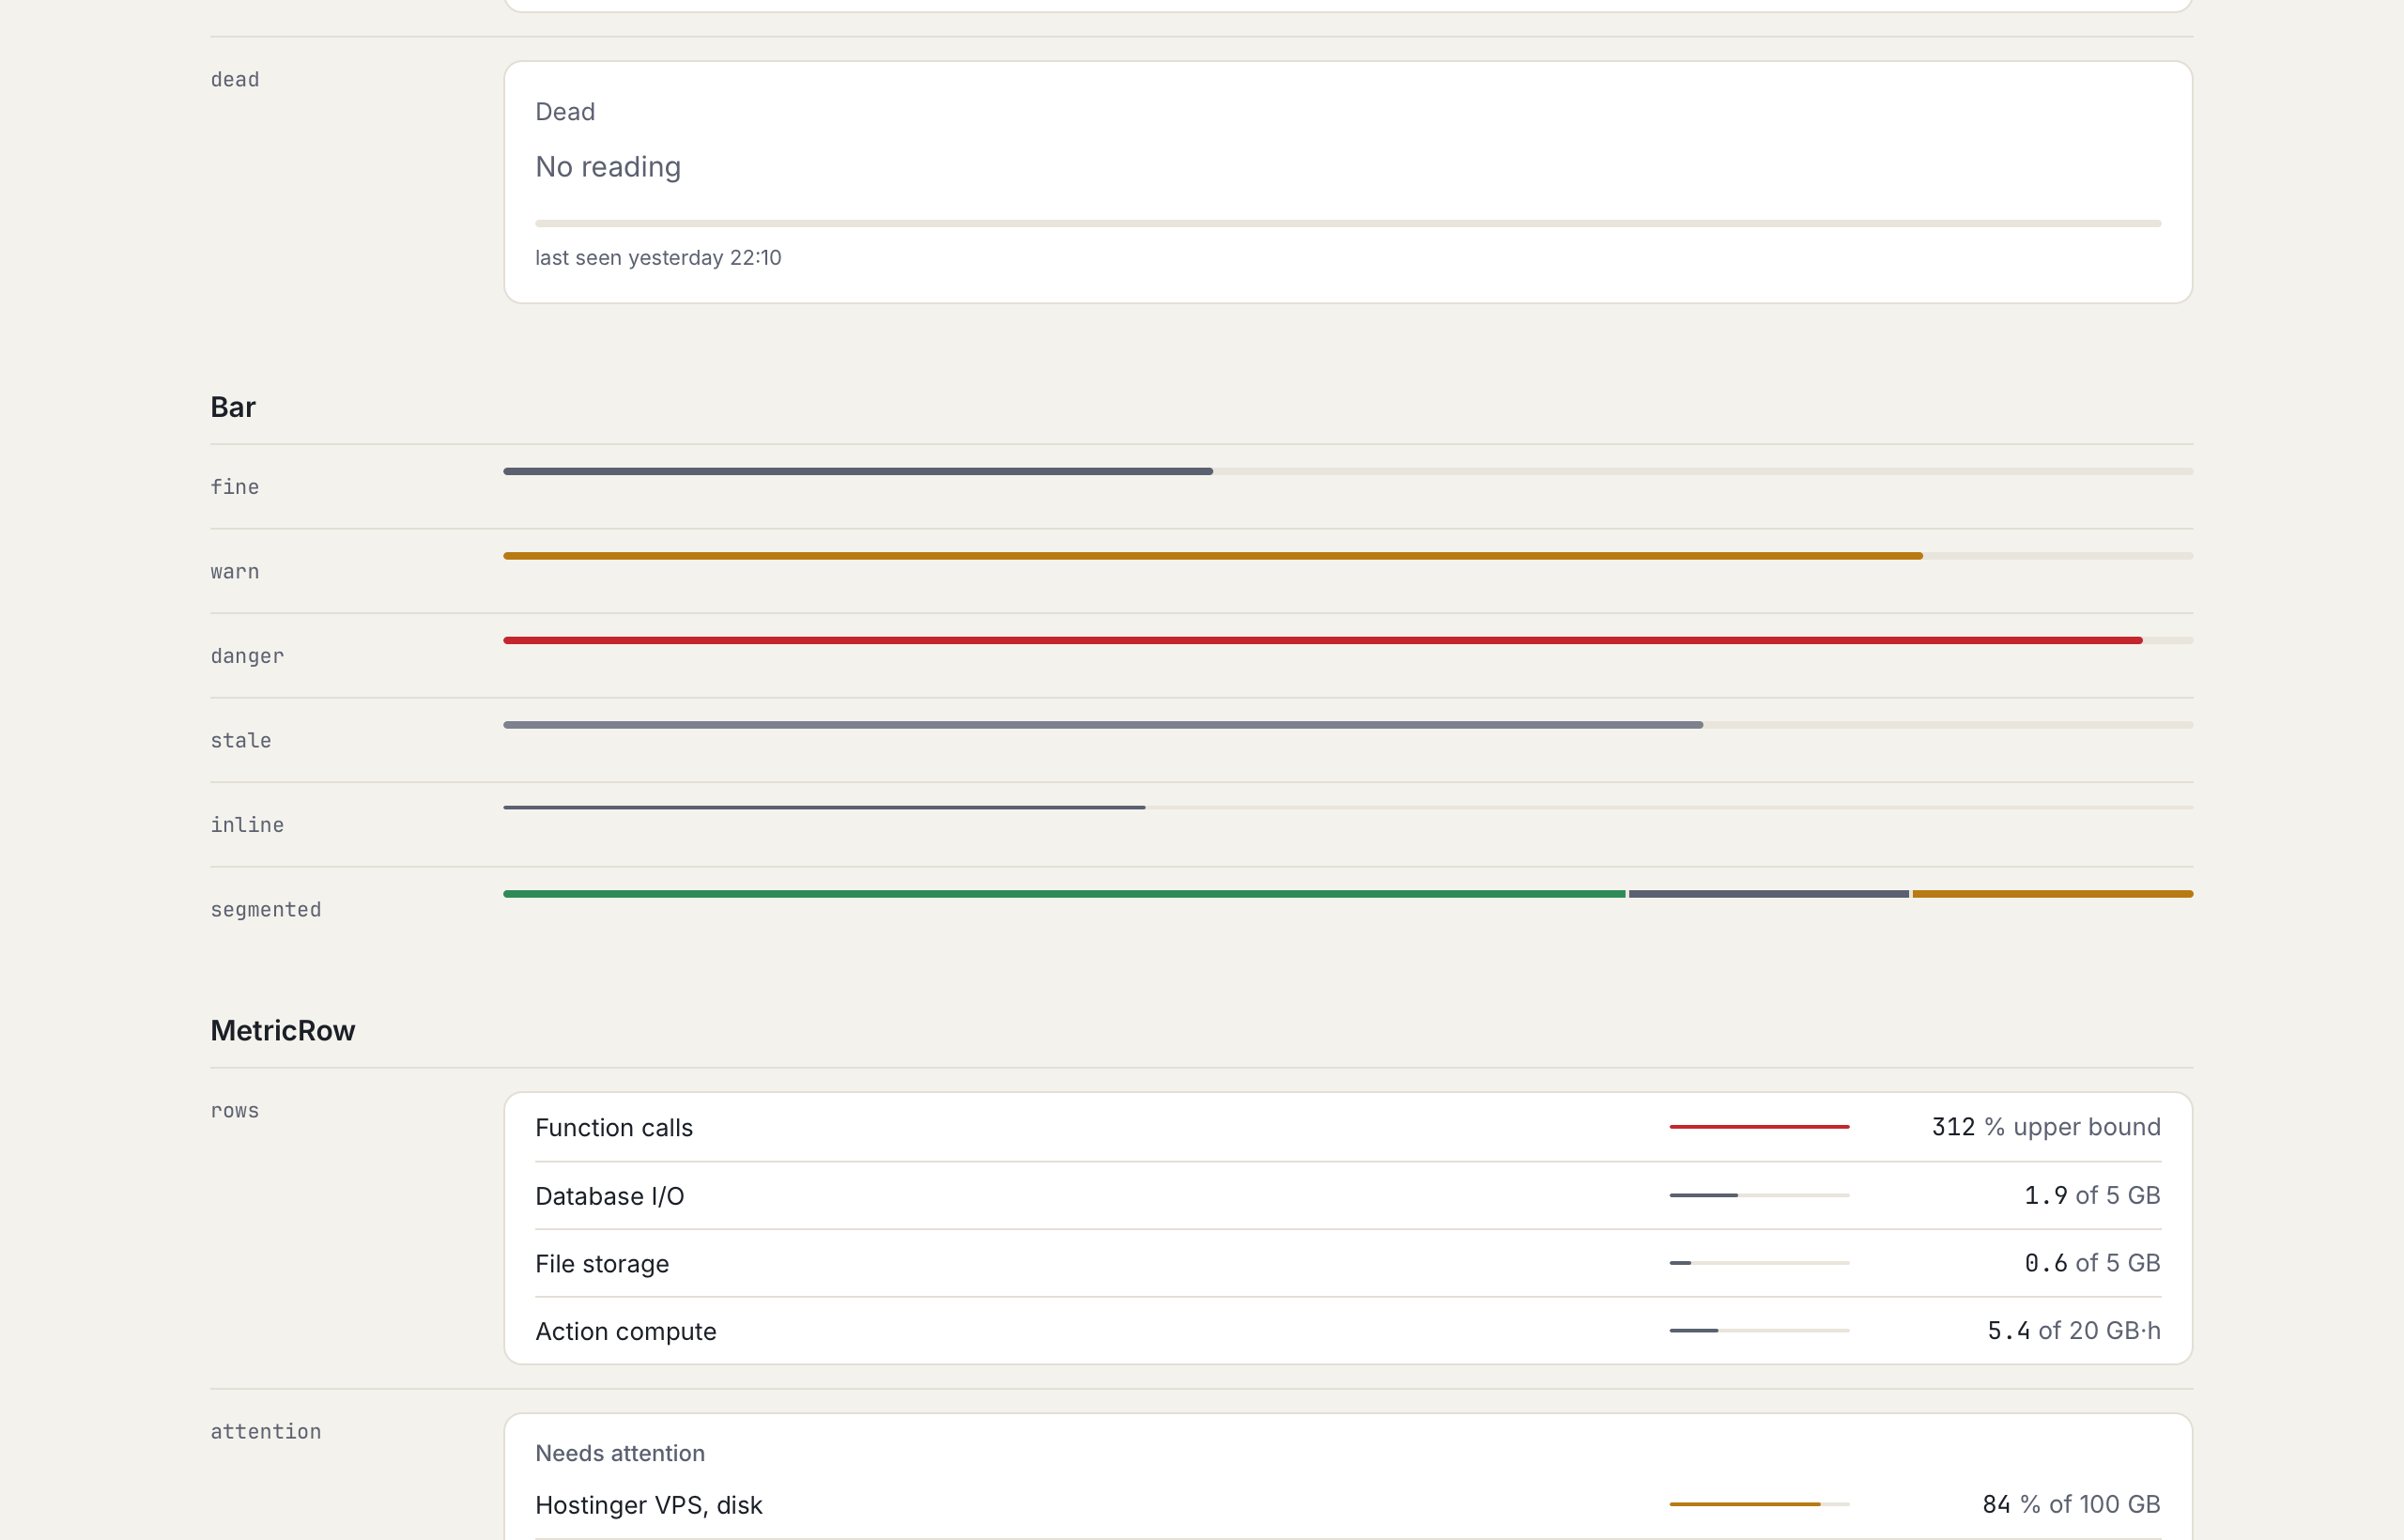 dead
Dead
No reading
last seen yesterday 22:10
Bar
fine
warn
danger
stale
inline
segmented
MetricRow
rows
Function calls 312 % upper bound
Database I/O 1.9 of 5 GB
File storage 0.6 of 5 GB
Action compute 5.4 of 20 GB·h
attention
Needs attention
Hostinger VPS, disk 84 % of 100 GB